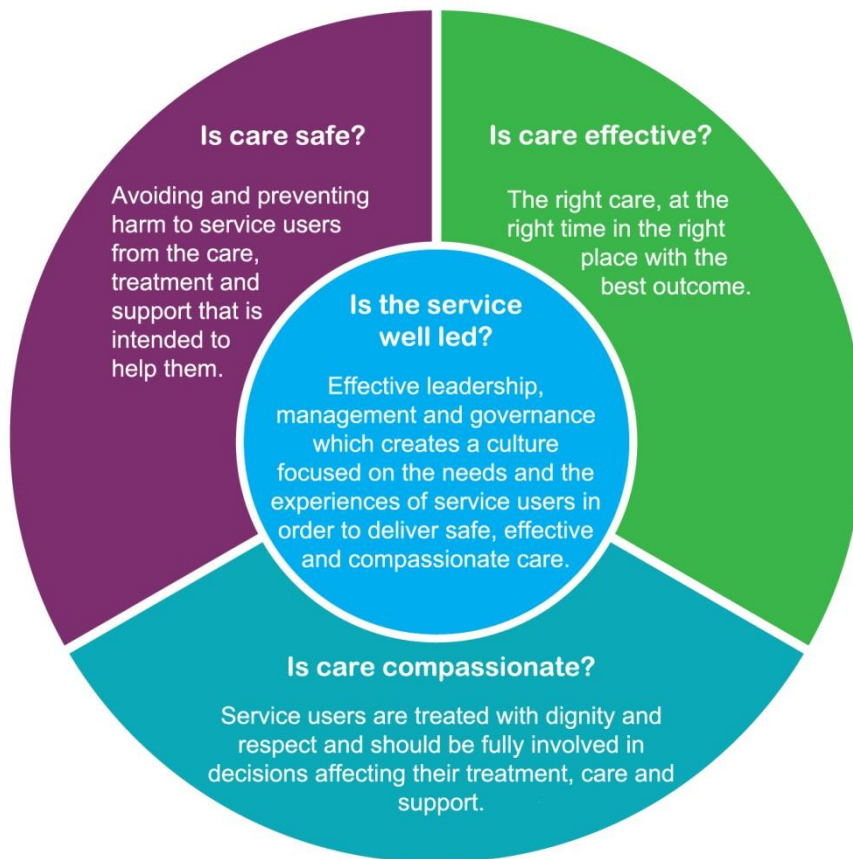 Is care safe?
Avoiding and preventing
harm to service users
from the care,
treatment and
support that is
intended to
help them.
Is care effective?
The right care, at the
right time in the right
place with the
best outcome.
Is the service
well led?
Effective leadership,
management and governance
which creates a culture
focused on the needs and the
experiences of service users in
order to deliver safe, effective
and compassionate care.
Is care compassionate?
Service users are treated with dignity and
respect and should be fully involved in
decisions affecting their treatment, care and
support.